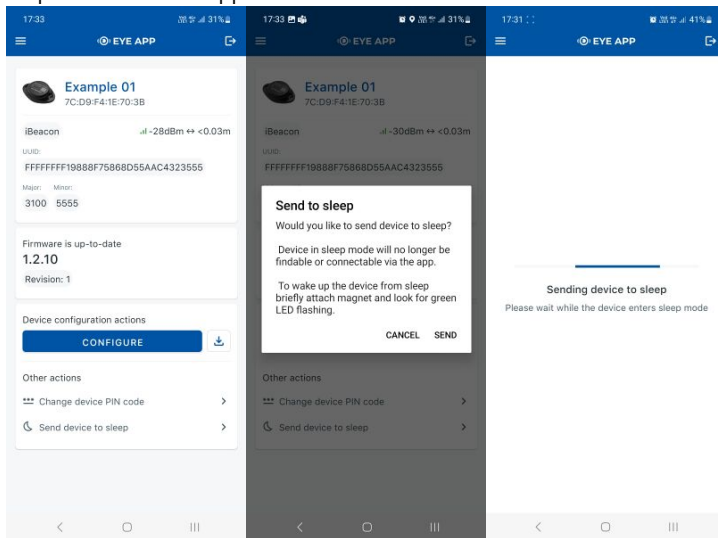 17:33
31%
EYE APP
Example 01
7C:D9:F4:1E:70:3B
iBeacon
-28dBm ↔ <0.03m
UUID:
FFFFFFFF19888F75868D55AAC4323555
Major: Minor:
3100 5555
Firmware is up-to-date
1.2.10
Revision: 1
Device configuration actions
CONFIGURE
Other actions
Change device PIN code
Send device to sleep
17:33
31%
EYE APP
Example 01
7C:D9:F4:1E:70:3B
iBeacon
-30dBm ↔ <0.03m
UUID:
FFFFFFFF19888F75868D55AAC4323555
Send to sleep
Would you like to send device to sleep?
Device in sleep mode will no longer be
findable or connectable via the app.
To wake up the device from sleep
briefly attach magnet and look for green
LED flashing.
CANCEL SEND
Other actions
Change device PIN code
Send device to sleep
17:31
41%
EYE APP
Sending device to sleep
Please wait while the device enters sleep mode